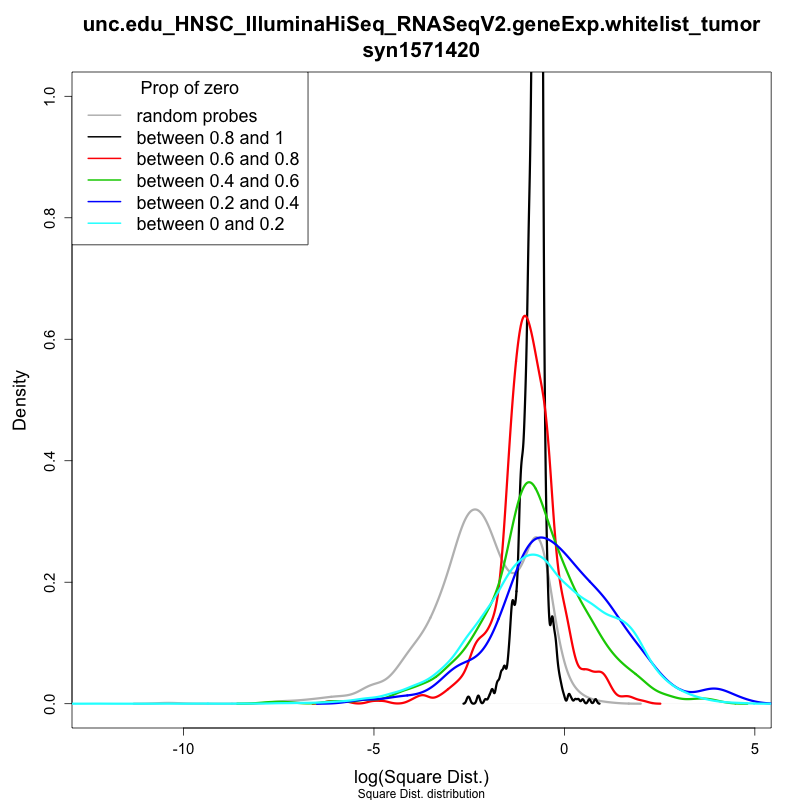 unc.edu_HNSC_IlluminaHiSeq_RNASeqV2.geneExp.whitelist_tumor
syn1571420
Prop of zero
random probes
between 0.8 and 1
between 0.6 and 0.8
between 0.4 and 0.6
between 0.2 and 0.4
between 0 and 0.2
Density
1.0
0.8
0.6
0.4
0.2
0.0
-10 -5 0 5
log(Square Dist.)
Square Dist. distribution